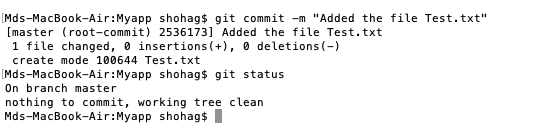 [Mds-MacBook-Air:Myapp shohag$ git commit -m "Added the file Test.txt"
[master (root-commit) 2536173] Added the file Test.txt
 1 file changed, 0 insertions(+), 0 deletions(-)
 create mode 100644 Test.txt
[Mds-MacBook-Air:Myapp shohag$ git status
On branch master
nothing to commit, working tree clean
Mds-MacBook-Air:Myapp shohag$